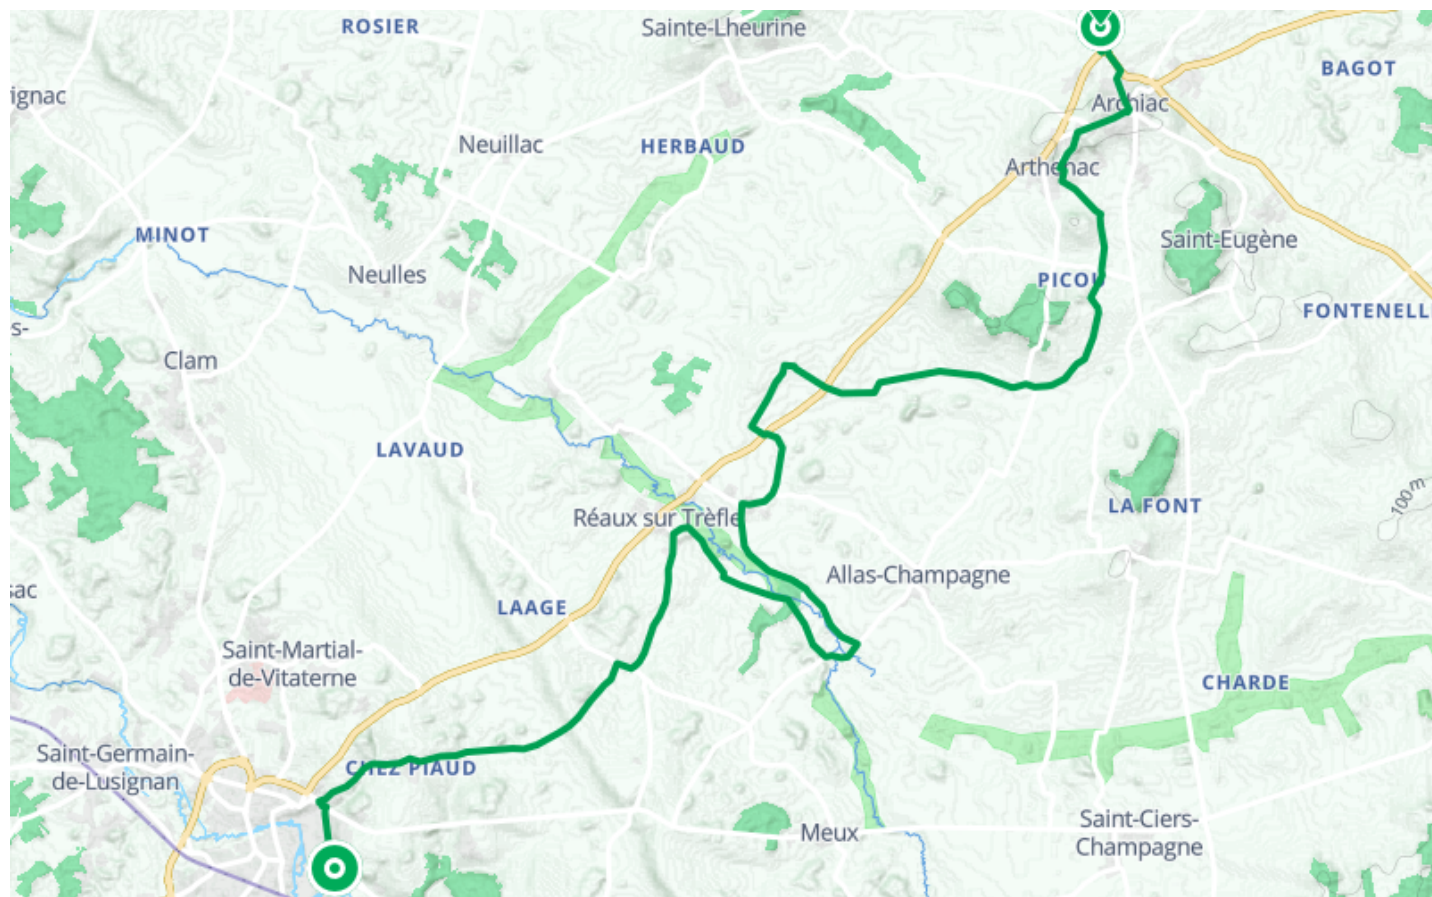 ROSIER
Sainte-Lheurine
BAGOT
ignac
Archiac
Neuillac
HERBAUD
Arthenac
MINOT
Saint-Eugène
Neulles
PICOU
FONTENELL
s-
Clam
LAVAUD
100 m
LA FONT
Réaux sur Trèfle
Allas-Champagne
ac
LAAGE
Saint-Martial-
de-Vitaterne
CHARDE
Saint-Germain-
de-Lusignan
CHEZ PIAUD
Meux
Saint-Ciers-
Champagne